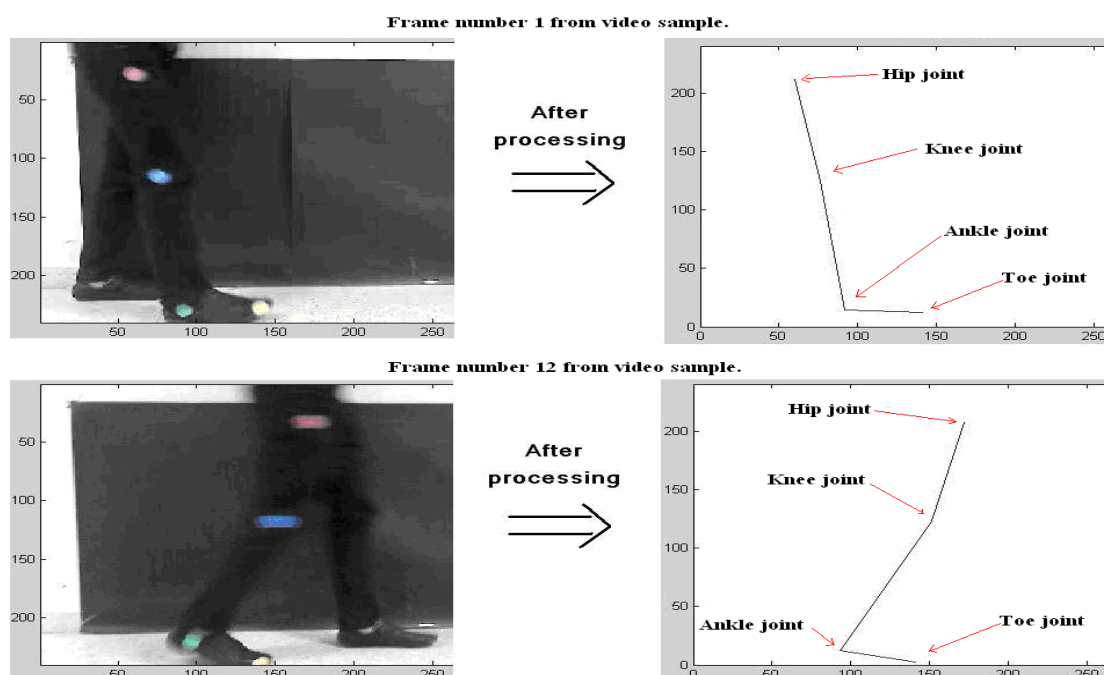 Frame number 1 from video sample.
50
100
150
200
50 100 150 200 250
After
processing
200
150
100
50
0
0 50 100 150 200 250
Hip joint
Knee joint
Ankle joint
Toe joint
Frame number 12 from video sample.
50
100
150
200
50 100 150 200 250
After
processing
200
150
100
50
0
0 50 100 150 200 250
Hip joint
Knee joint
Ankle joint
Toe joint